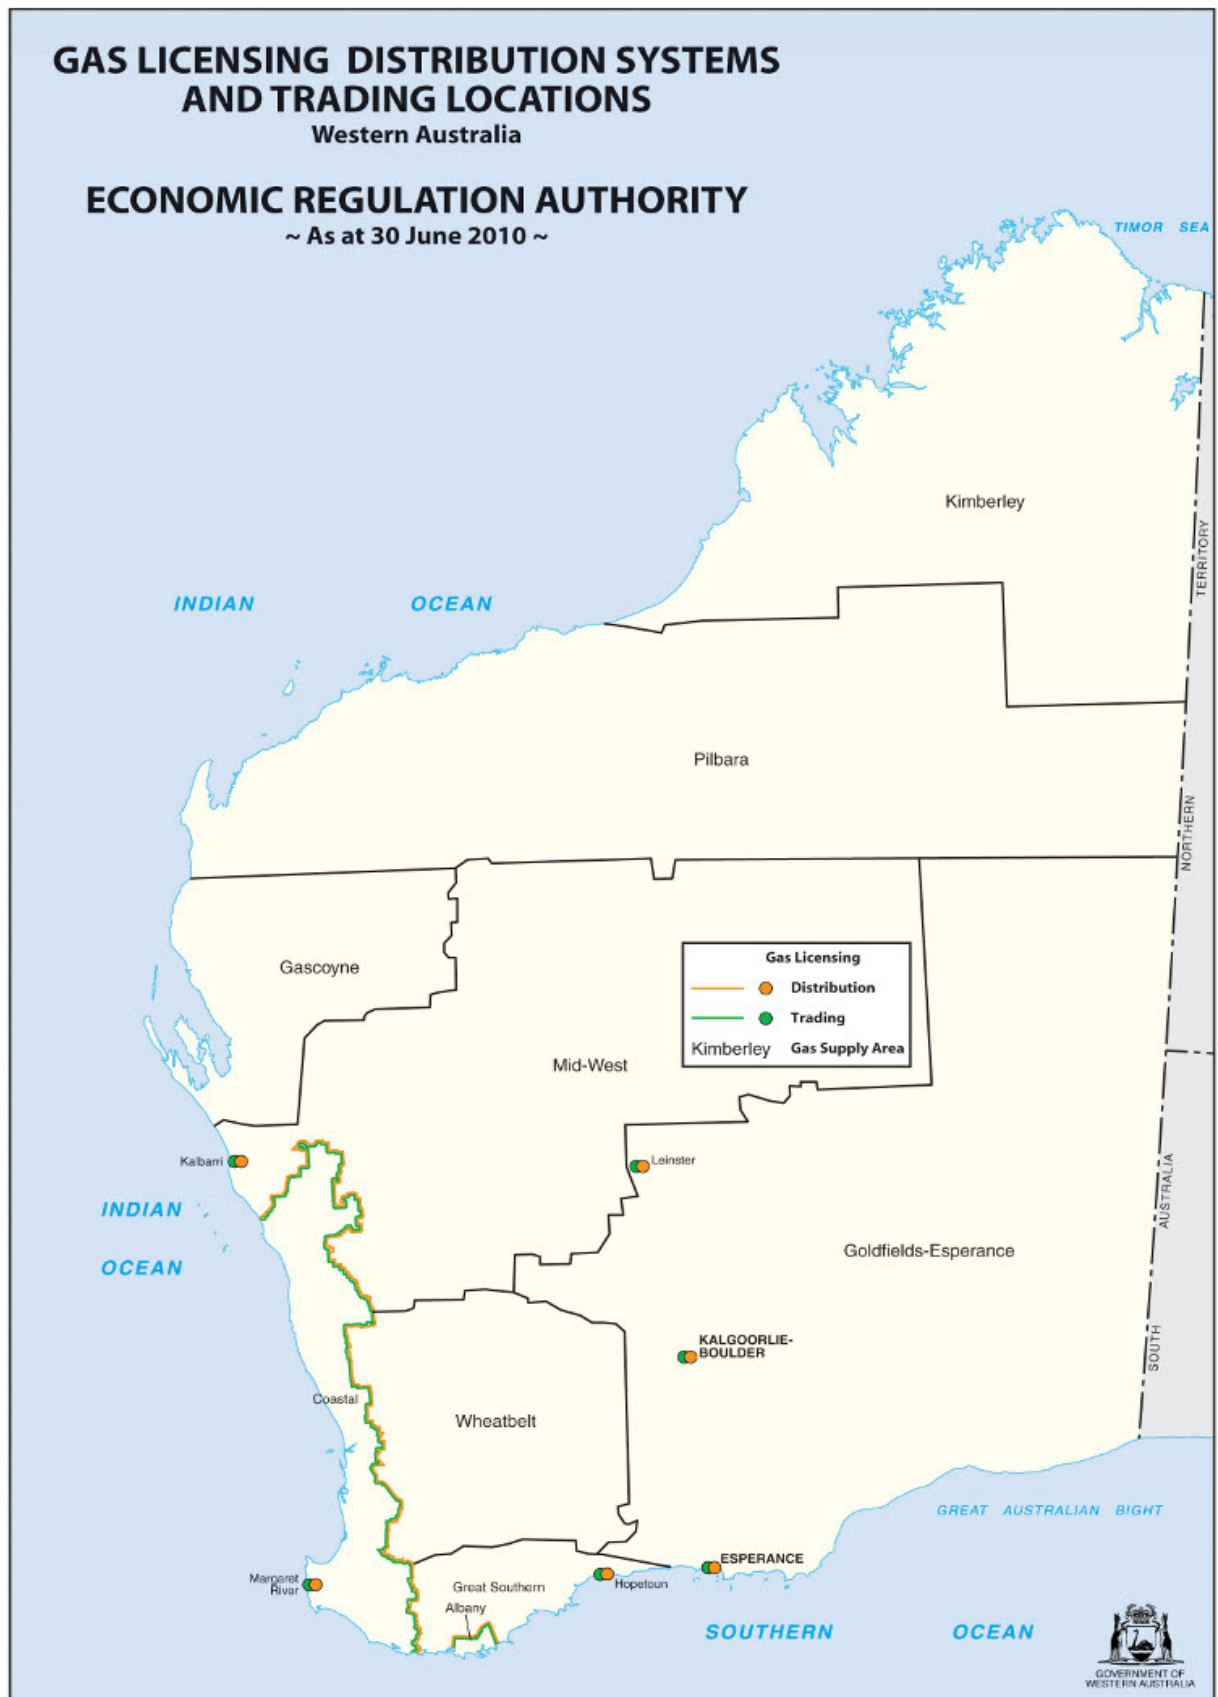 GAS LICENSING DISTRIBUTION SYSTEMS
AND TRADING LOCATIONS
Western Australia
ECONOMIC REGULATION AUTHORITY
~ As at 30 June 2010 ~
TIMOR SEA
Kimberley
TERRITORY
INDIAN OCEAN
Pilbara
NORTHERN
Gascoyne
Gas Licensing
Distribution
Trading
Kimberley Gas Supply Area
Mid-West
Kalbarri
Leinster
AUSTRALIA
INDIAN
OCEAN
Goldfields-Esperance
SOUTH
KALGOORLIE-
BOULDER
Coastal
Wheatbelt
GREAT AUSTRALIAN BIGHT
ESPERANCE
Margaret
River
Great Southern
Hopetoun
Albany
SOUTHERN OCEAN
GOVERNMENT OF
WESTERN AUSTRALIA